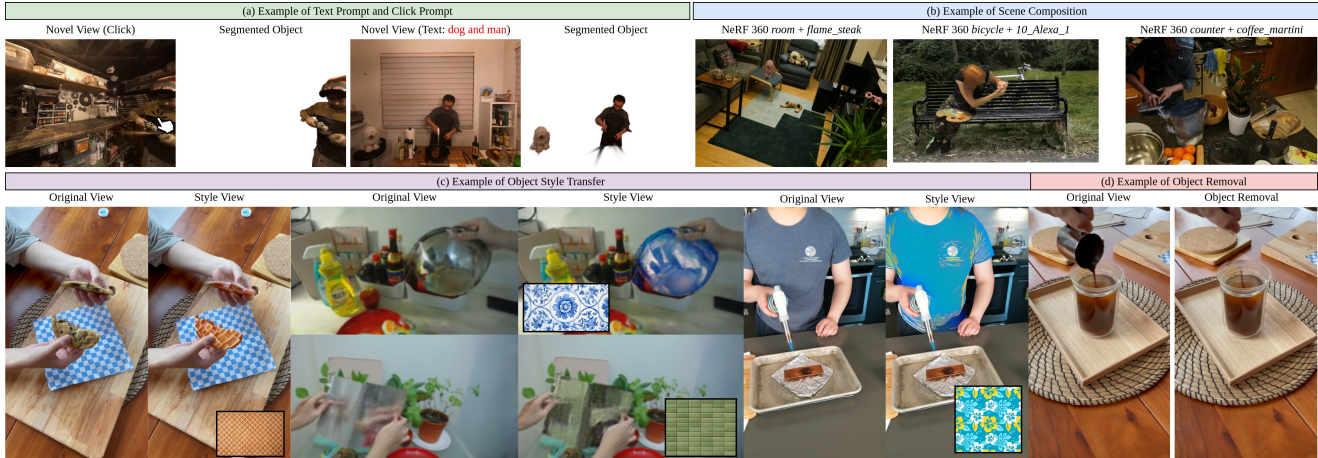 (a) Example of Text Prompt and Click Prompt
(b) Example of Scene Composition
Novel View (Click)
Segmented Object
Novel View (Text: dog and man)
Segmented Object
NeRF 360 room + flame_steak
NeRF 360 bicycle + 10_Alexa_1
NeRF 360 counter + coffee_martini
(c) Example of Object Style Transfer
(d) Example of Object Removal
Original View
Style View
Original View
Style View
Original View
Style View
Original View
Object Removal